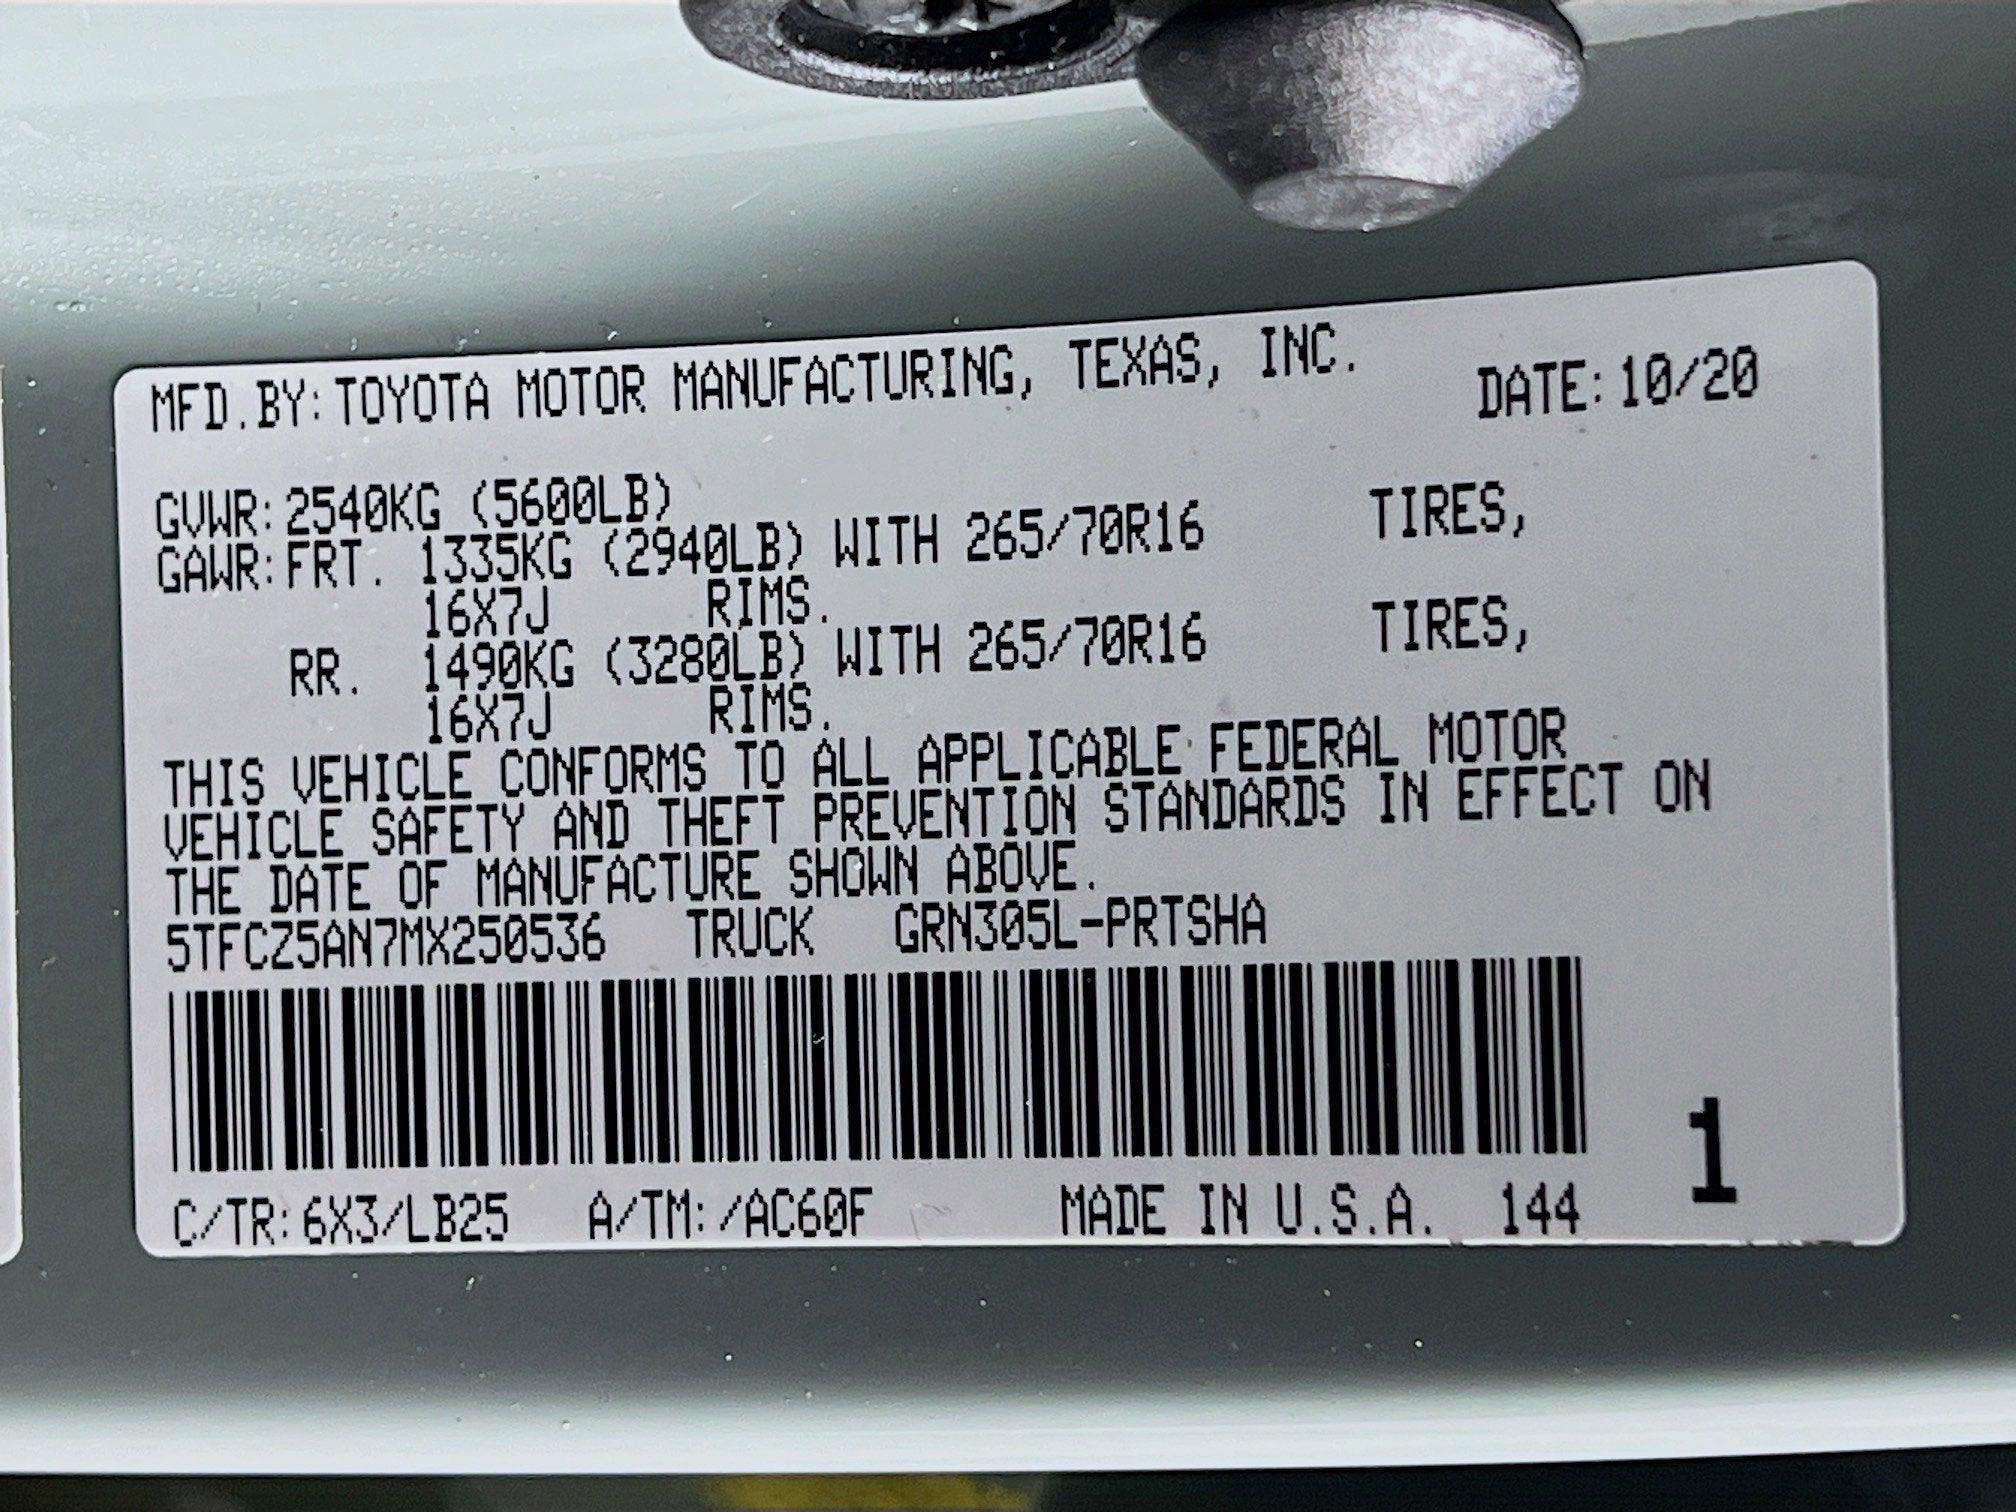 MFD.BY:TOYOTA MOTOR MANUFACTURING, TEXAS, INC. DATE:10/20
GVWR:2540KG (5600LB)
GAWR:FRT. 1335KG (2940LB) WITH 265/70R16 TIRES,
16X7J RIMS.
RR. 1490KG (3280LB) WITH 265/70R16 TIRES,
16X7J RIMS.
THIS VEHICLE CONFORMS TO ALL APPLICABLE FEDERAL MOTOR
VEHICLE SAFETY AND THEFT PREVENTION STANDARDS IN EFFECT ON
THE DATE OF MANUFACTURE SHOWN ABOVE.
5TFCZ5AN7MX250536 TRUCK GRN305L-PRTSHA
1
C/TR:6X3/LB25 A/TM:/AC60F MADE IN U.S.A. 144